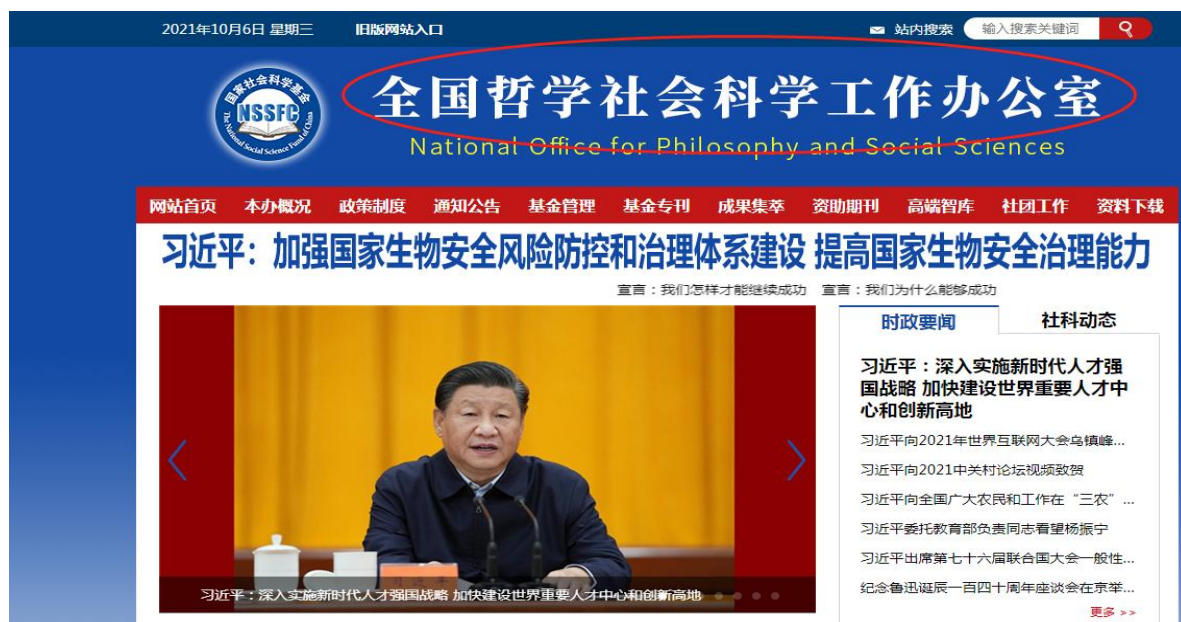 2021年10月6日 星期三 旧版网站入口 站内搜索 输入搜索关键词
国家社会科学基金
NSSFC
The National Social Science Fund of China
全国哲学社会科学工作办公室
National Office for Philosophy and Social Sciences
网站首页 本办概况 政策制度 通知公告 基金管理 基金专刊 成果集萃 资助期刊 高端智库 社团工作 资料下载
习近平：加强国家生物安全风险防控和治理体系建设 提高国家生物安全治理能力
宣言：我们怎样才能继续成功 宣言：我们为什么能够成功
习近平：深入实施新时代人才强国战略 加快建设世界重要人才中心和创新高地
时政要闻 社科动态
习近平：深入实施新时代人才强
国战略 加快建设世界重要人才中
心和创新高地
习近平向2021年世界互联网大会乌镇峰...
习近平向2021中关村论坛视频致贺
习近平向全国广大农民和工作在“三农”...
习近平委托教育部负责同志看望杨振宁
习近平出席第七十六届联合国大会一般性...
纪念鲁迅诞辰一百四十周年座谈会在京举...
更多 >>